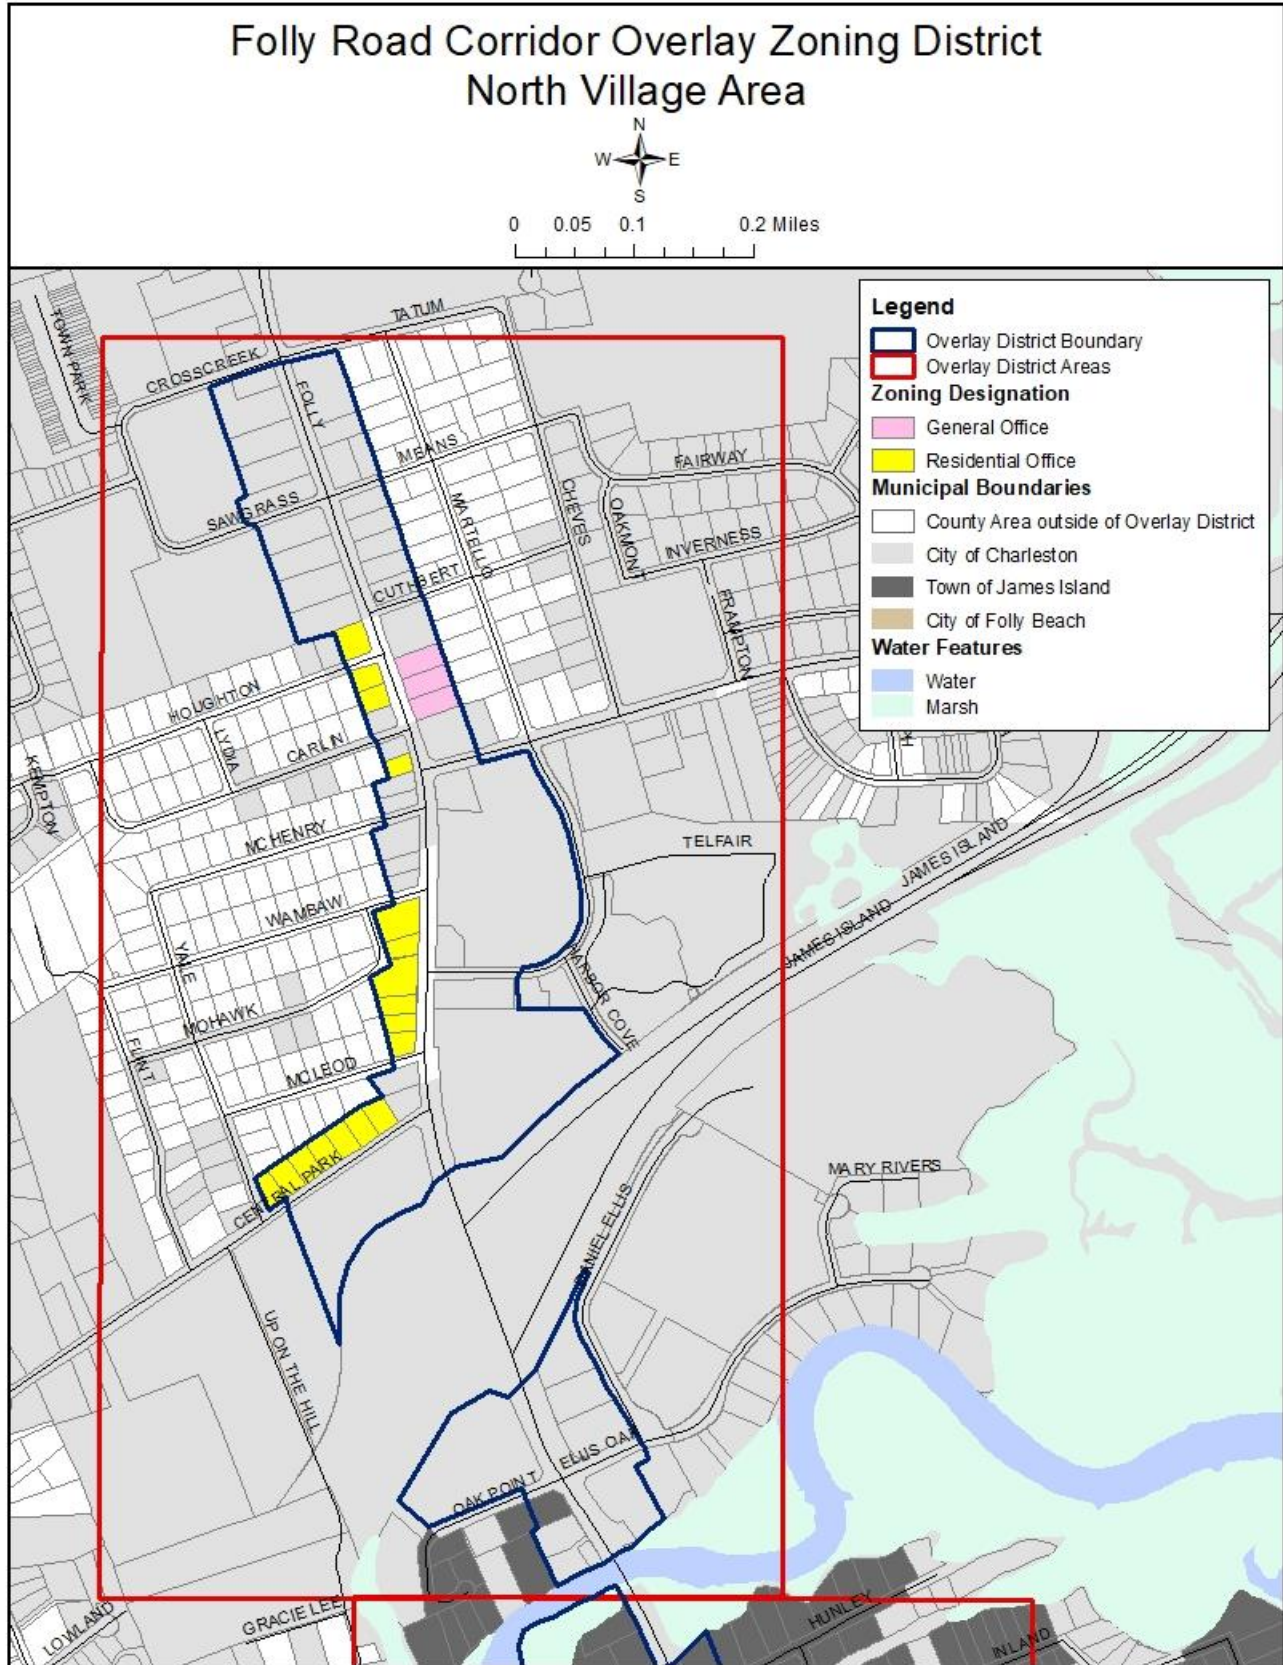 Folly Road Corridor Overlay Zoning District
North Village Area
N
W E
S
0 0.05 0.1 0.2 Miles
Legend
Overlay District Boundary
Overlay District Areas
Zoning Designation
General Office
Residential Office
Municipal Boundaries
County Area outside of Overlay District
City of Charleston
Town of James Island
City of Folly Beach
Water Features
Water
Marsh
TOWN PARK
TATUM
CROSSCREEK
FOLLY
MEANS
FAIRWAY
SAWGRASS
MARTELLO
CHEVES
OAKMONT
INVERNESS
CUTHBERT
FRAMPTON
HOUGHTON
LYDIA
CARLIN
KEMPTON
MCHENRY
TELFAIR
JAMES ISLAND
WAMBAW
JAMES ISLAND
YALE
HARBOR COVE
MOHAWK
FLINT
MCLEOD
CENTRAL PARK
MARY RIVERS
DANIEL ELLIS
UP ON THE HILL
ELLIS OAK
OAK POINT
LOWLAND
GRACIE LEE
HUNLEY
INLAND